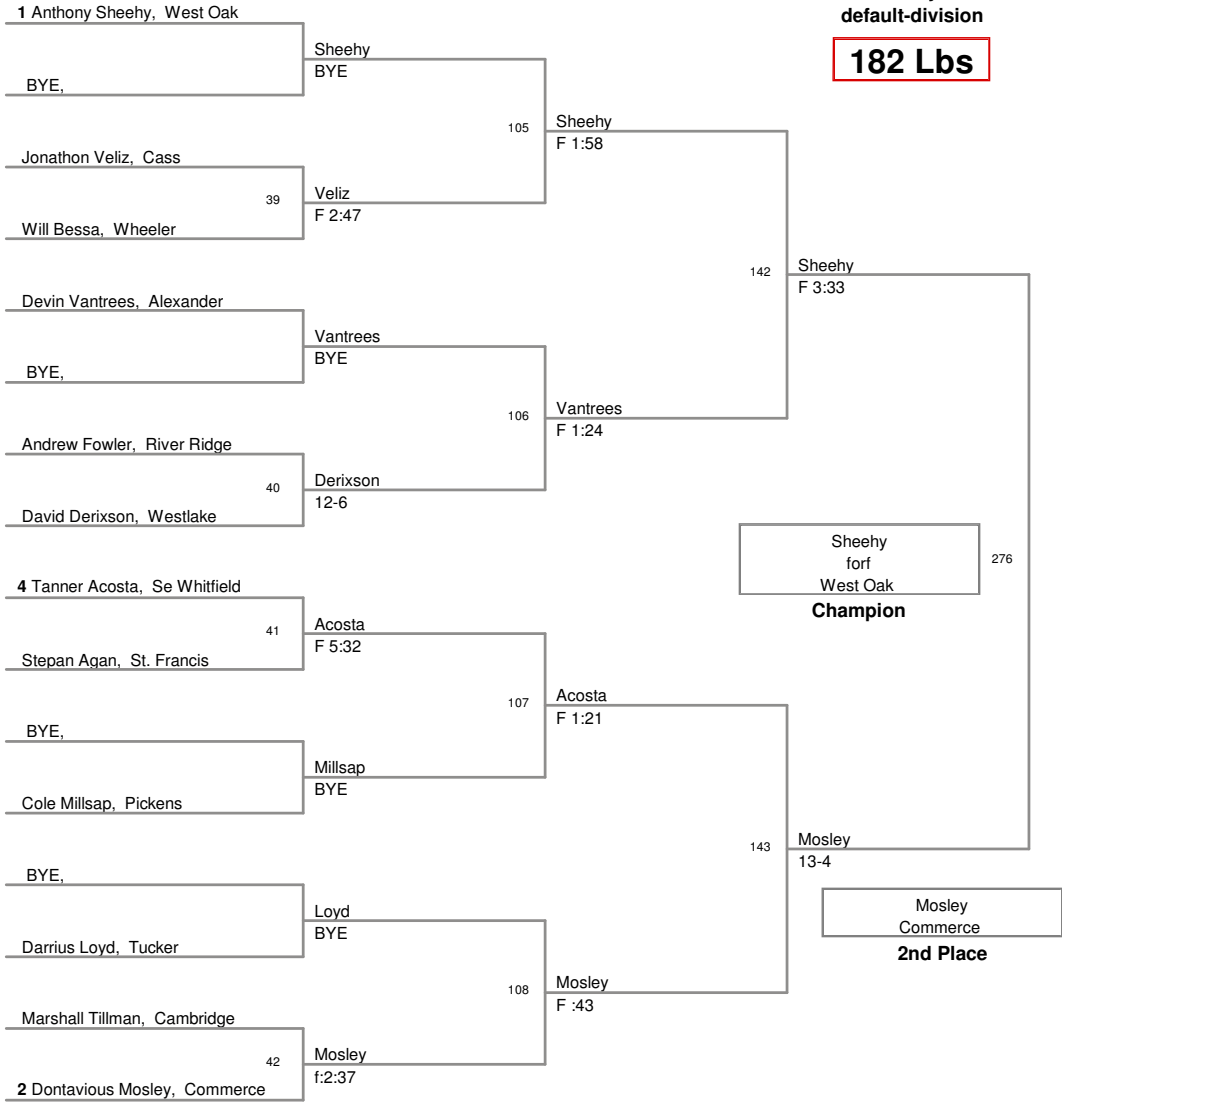 1 Anthony Sheehy, West Oak
default-division
182 Lbs
Sheehy
BYE
BYE,
105
Sheehy
F 1:58
Jonathon Veliz, Cass
39
Veliz
F 2:47
Will Bessa, Wheeler
142
Sheehy
F 3:33
Devin Vantrees, Alexander
Vantrees
BYE
BYE,
106
Vantrees
F 1:24
Andrew Fowler, River Ridge
40
Derixson
12-6
David Derixson, Westlake
Sheehy
forf
West Oak
276
Champion
4 Tanner Acosta, Se Whitfield
41
Acosta
F 5:32
Stepan Agan, St. Francis
107
Acosta
F 1:21
BYE,
Millsap
BYE
Cole Millsap, Pickens
143
Mosley
13-4
BYE,
Mosley
Commerce
2nd Place
Loyd
BYE
Darrius Loyd, Tucker
108
Mosley
F :43
Marshall Tillman, Cambridge
42
Mosley
f:2:37
2 Dontavious Mosley, Commerce